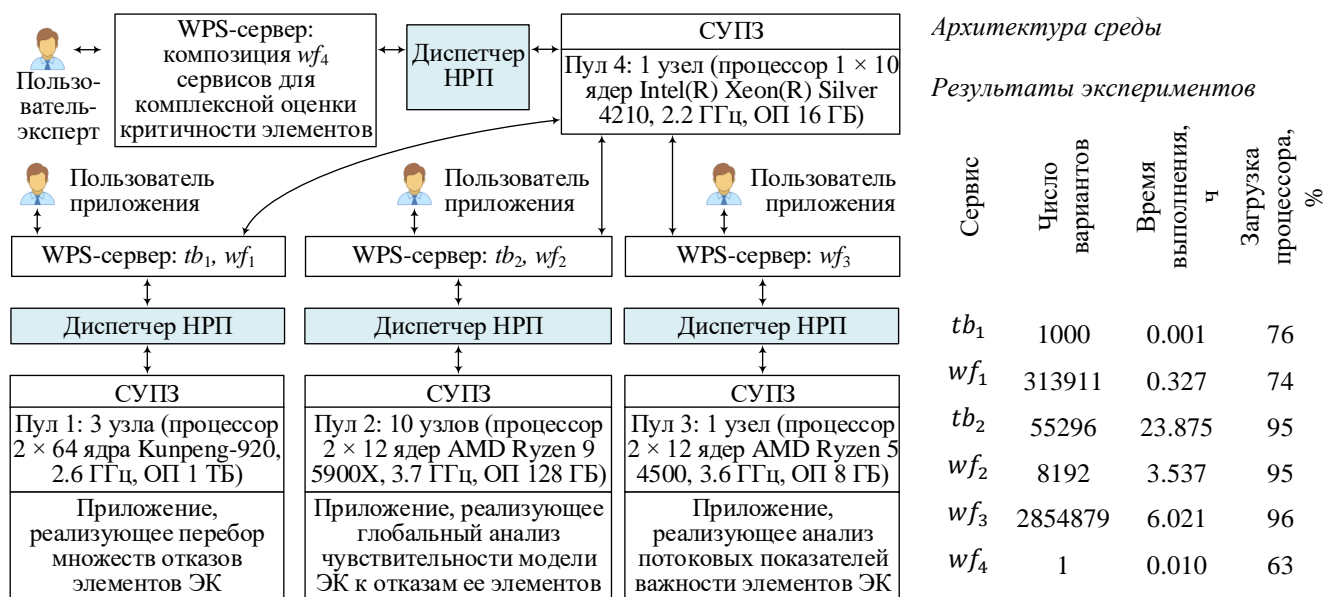 WPS-сервер:
композиция wf4
сервисов для
комплексной оценки
критичности элементов
Пользо-
ватель-
эксперт
Диспетчер
НРП
СУПЗ
Пул 4: 1 узел (процессор 1 × 10
ядер Intel(R) Xeon(R) Silver
4210, 2.2 ГГц, ОП 16 ГБ)
Пользователь
приложения
Пользователь
приложения
Пользователь
приложения
WPS-сервер: tb1, wf1
WPS-сервер: tb2, wf2
WPS-сервер: wf3
Диспетчер НРП
Диспетчер НРП
Диспетчер НРП
СУПЗ
Пул 1: 3 узла (процессор
2 × 64 ядра Kunpeng-920,
2.6 ГГц, ОП 1 ТБ)
Приложение,
реализующее перебор
множеств отказов
элементов ЭК
СУПЗ
Пул 2: 10 узлов (процессор
2 × 12 ядер AMD Ryzen 9
5900X, 3.7 ГГц, ОП 128 ГБ)
Приложение, реализующее
глобальный анализ
чувствительности модели
ЭК к отказам ее элементов
СУПЗ
Пул 3: 1 узел (процессор
2 × 12 ядер AMD Ryzen 5
4500, 3.6 ГГц, ОП 8 ГБ)
Приложение,
реализующее анализ
потоковых показателей
важности элементов ЭК
Архитектура среды
Результаты экспериментов
Сервис
Число
вариантов
Время
выполнения,
ч
Загрузка
процессора,
%
tb1 1000 0.001 76
wf1 313911 0.327 74
tb2 55296 23.875 95
wf2 8192 3.537 95
wf3 2854879 6.021 96
wf4 1 0.010 63